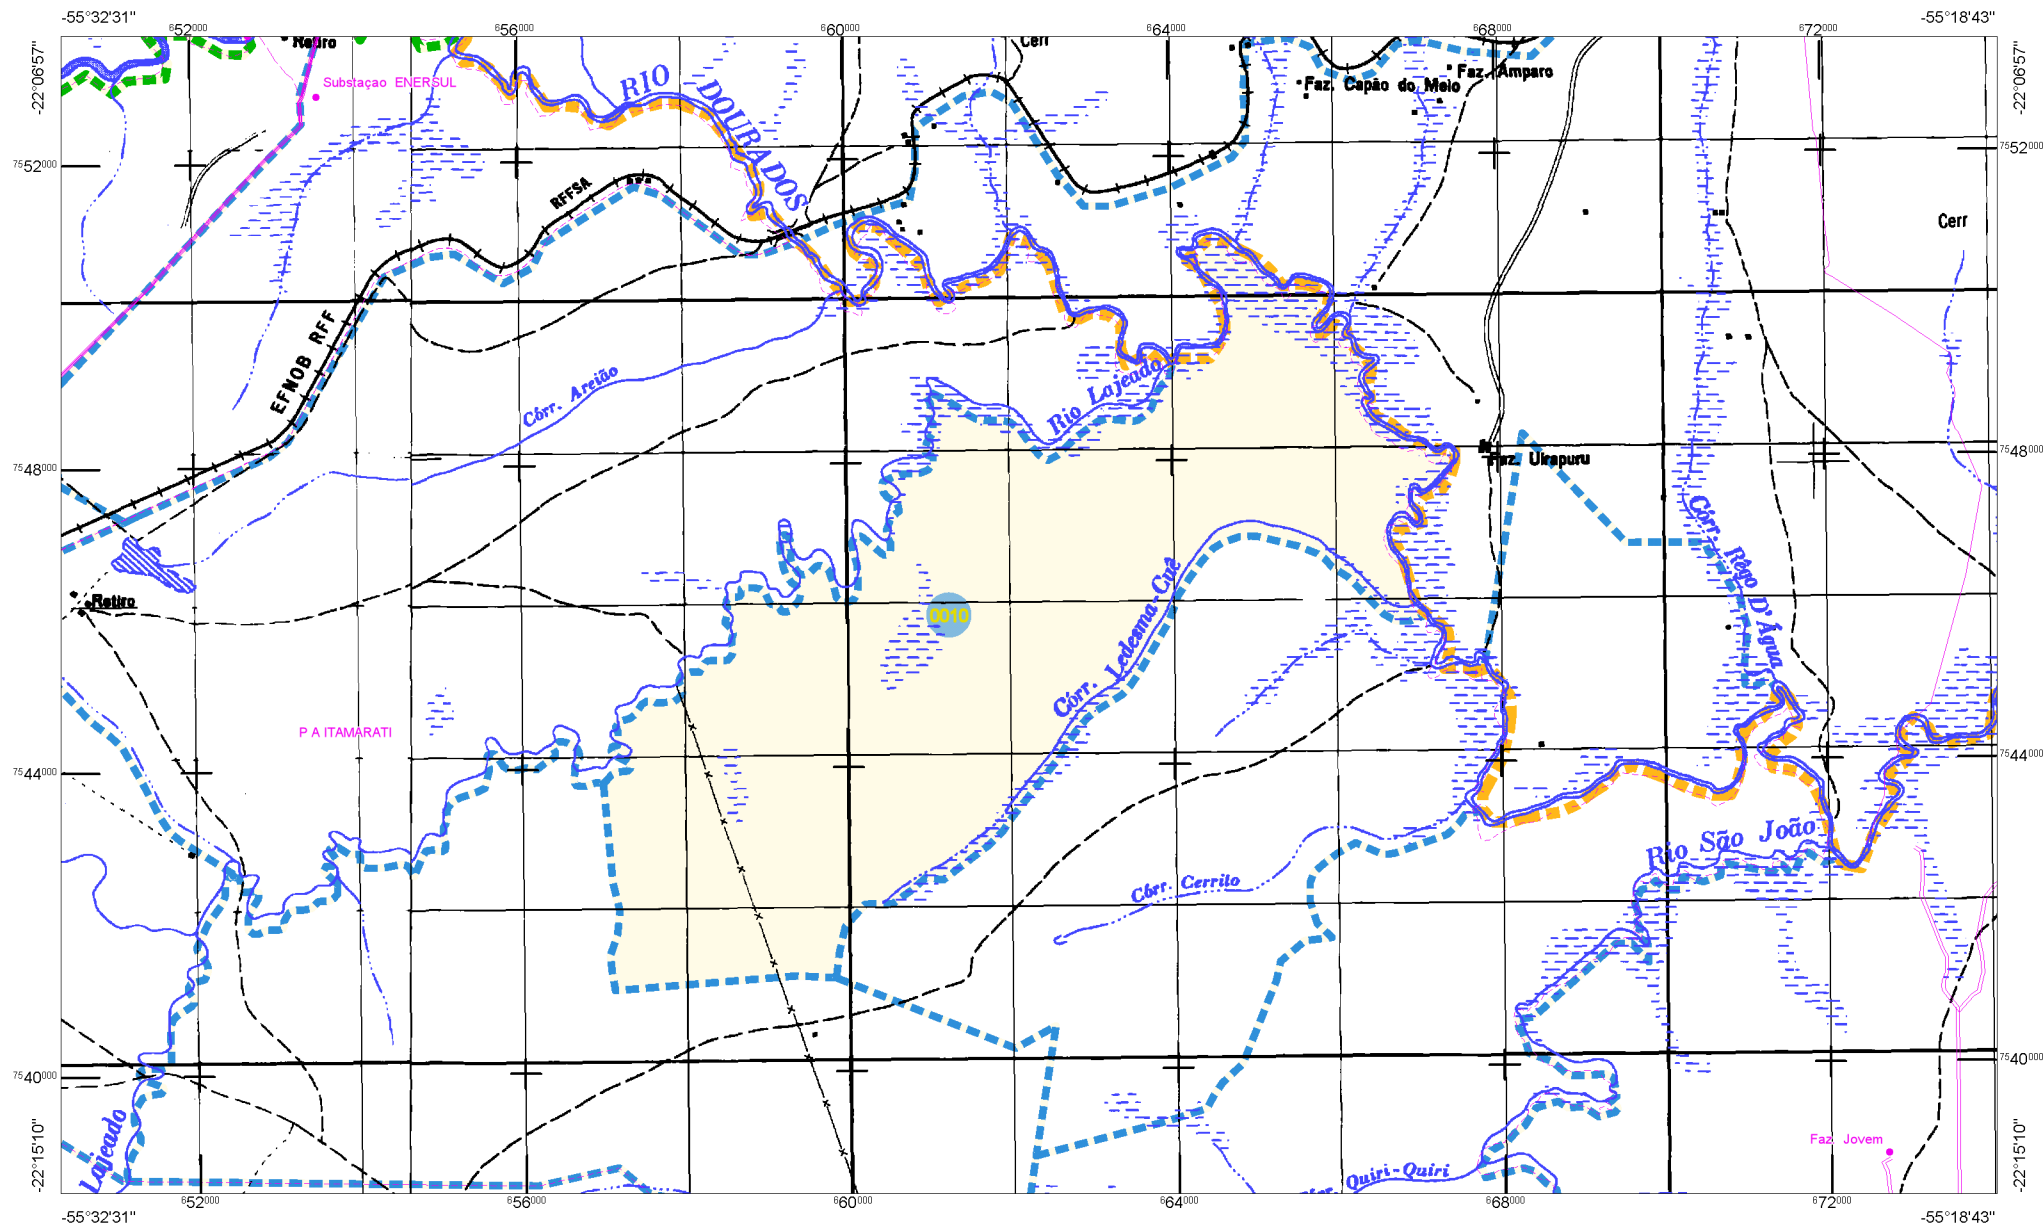 -55°32'31"
-55°18'43"
652000
656000
660000
664000
668000
672000
-22°06'57"
-22°06'57"
Retiro
Cerr
Substaçao ENERSUL
RIO DOURADOS
Faz. Amparo
Faz. Capão do Meio
7552000
7552000
RFFSA
Cerr
EFNOB RFF
Córr. Areião
Rio Lajeado
7548000
7548000
Faz. Uirapuru
Córr. Rêgo D'Água
Retiro
0010
Córr. Ledesma-Cuê
P A ITAMARATI
7544000
7544000
Rio São João
Córr. Cerrito
7540000
7540000
Lajeado
Faz. Jovem
Quiri-Quiri
-22°15'10"
-22°15'10"
652000
656000
660000
664000
668000
672000
-55°32'31"
-55°18'43"